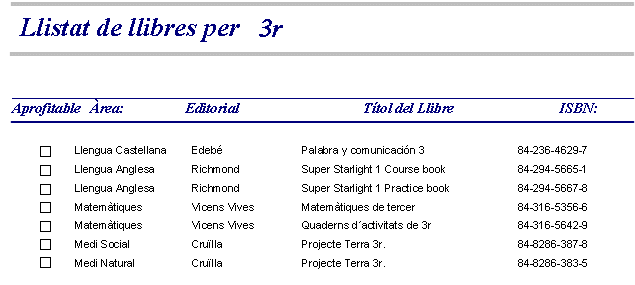 Llistat de llibres per 3r
Aprofitable Àrea: Editorial Títol del Llibre ISBN:
Llengua Castellana Edebé Palabra y comunicación 3 84-236-4629-7
Llengua Anglesa Richmond Super Starlight 1 Course book 84-294-5665-1
Llengua Anglesa Richmond Super Starlight 1 Practice book 84-294-5667-8
Matemàtiques Vicens Vives Matemàtiques de tercer 84-316-5356-6
Matemàtiques Vicens Vives Quaderns d´activitats de 3r 84-316-5642-9
Medi Social Cruïlla Projecte Terra 3r. 84-8286-387-8
Medi Natural Cruïlla Projecte Terra 3r. 84-8286-383-5